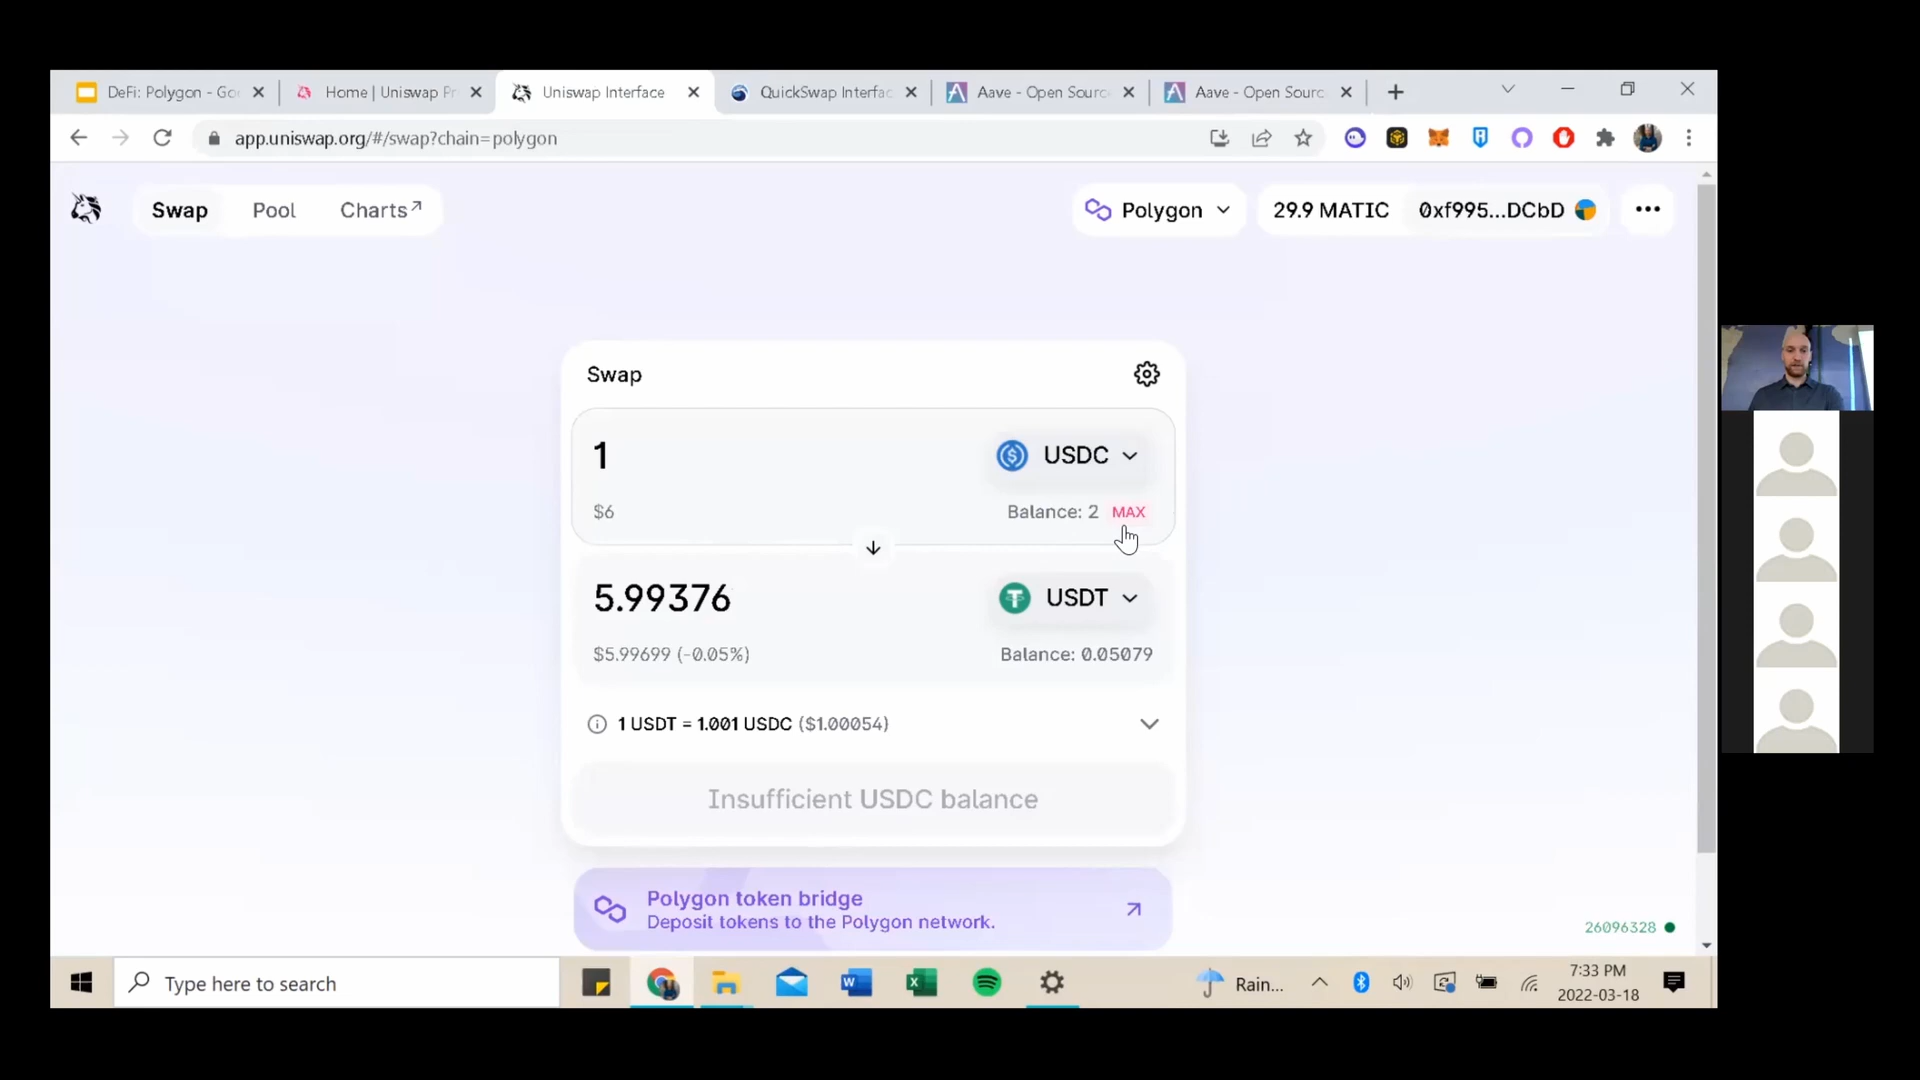 DeFi: Polygon - Goo
Home | Uniswap Pr
Uniswap Interface
QuickSwap Interfac
Aave - Open Sourc
Aave - Open Sourc
app.uniswap.org/#/swap?chain=polygon
Swap
Pool
Charts↗
Polygon
29.9 MATIC
0xf995...DCbD
Swap
1
USDC
$6
Balance: 2 MAX
5.99376
USDT
$5.99699 (-0.05%)
Balance: 0.05079
1 USDT = 1.001 USDC ($1.00054)
Insufficient USDC balance
Polygon token bridge
Deposit tokens to the Polygon network.
26096328
Type here to search
Rain...
7:33 PM
2022-03-18